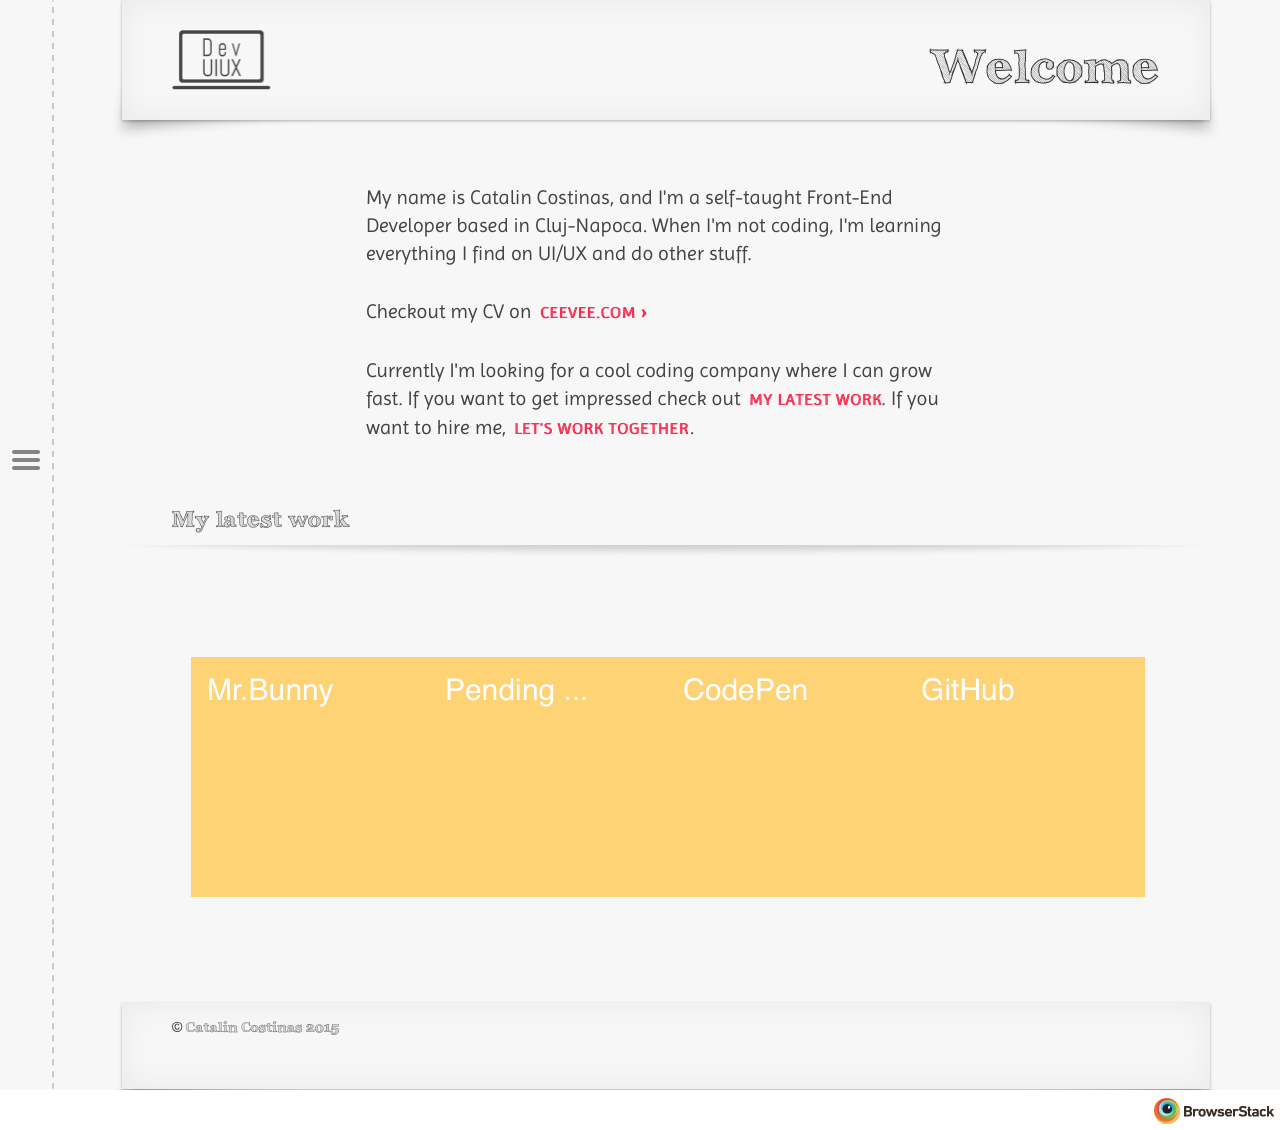 Dev
UIUX
Welcome
My name is Catalin Costinas, and I'm a self-taught Front-End
Developer based in Cluj-Napoca. When I'm not coding, I'm learning
everything I find on UI/UX and do other stuff.
Checkout my CV on CEEVEE.COM ›
Currently I'm looking for a cool coding company where I can grow
fast. If you want to get impressed check out MY LATEST WORK. If you
want to hire me, LET'S WORK TOGETHER.
My latest work
Mr.Bunny Pending ... CodePen GitHub
© Catalin Costinas 2015
BrowserStack